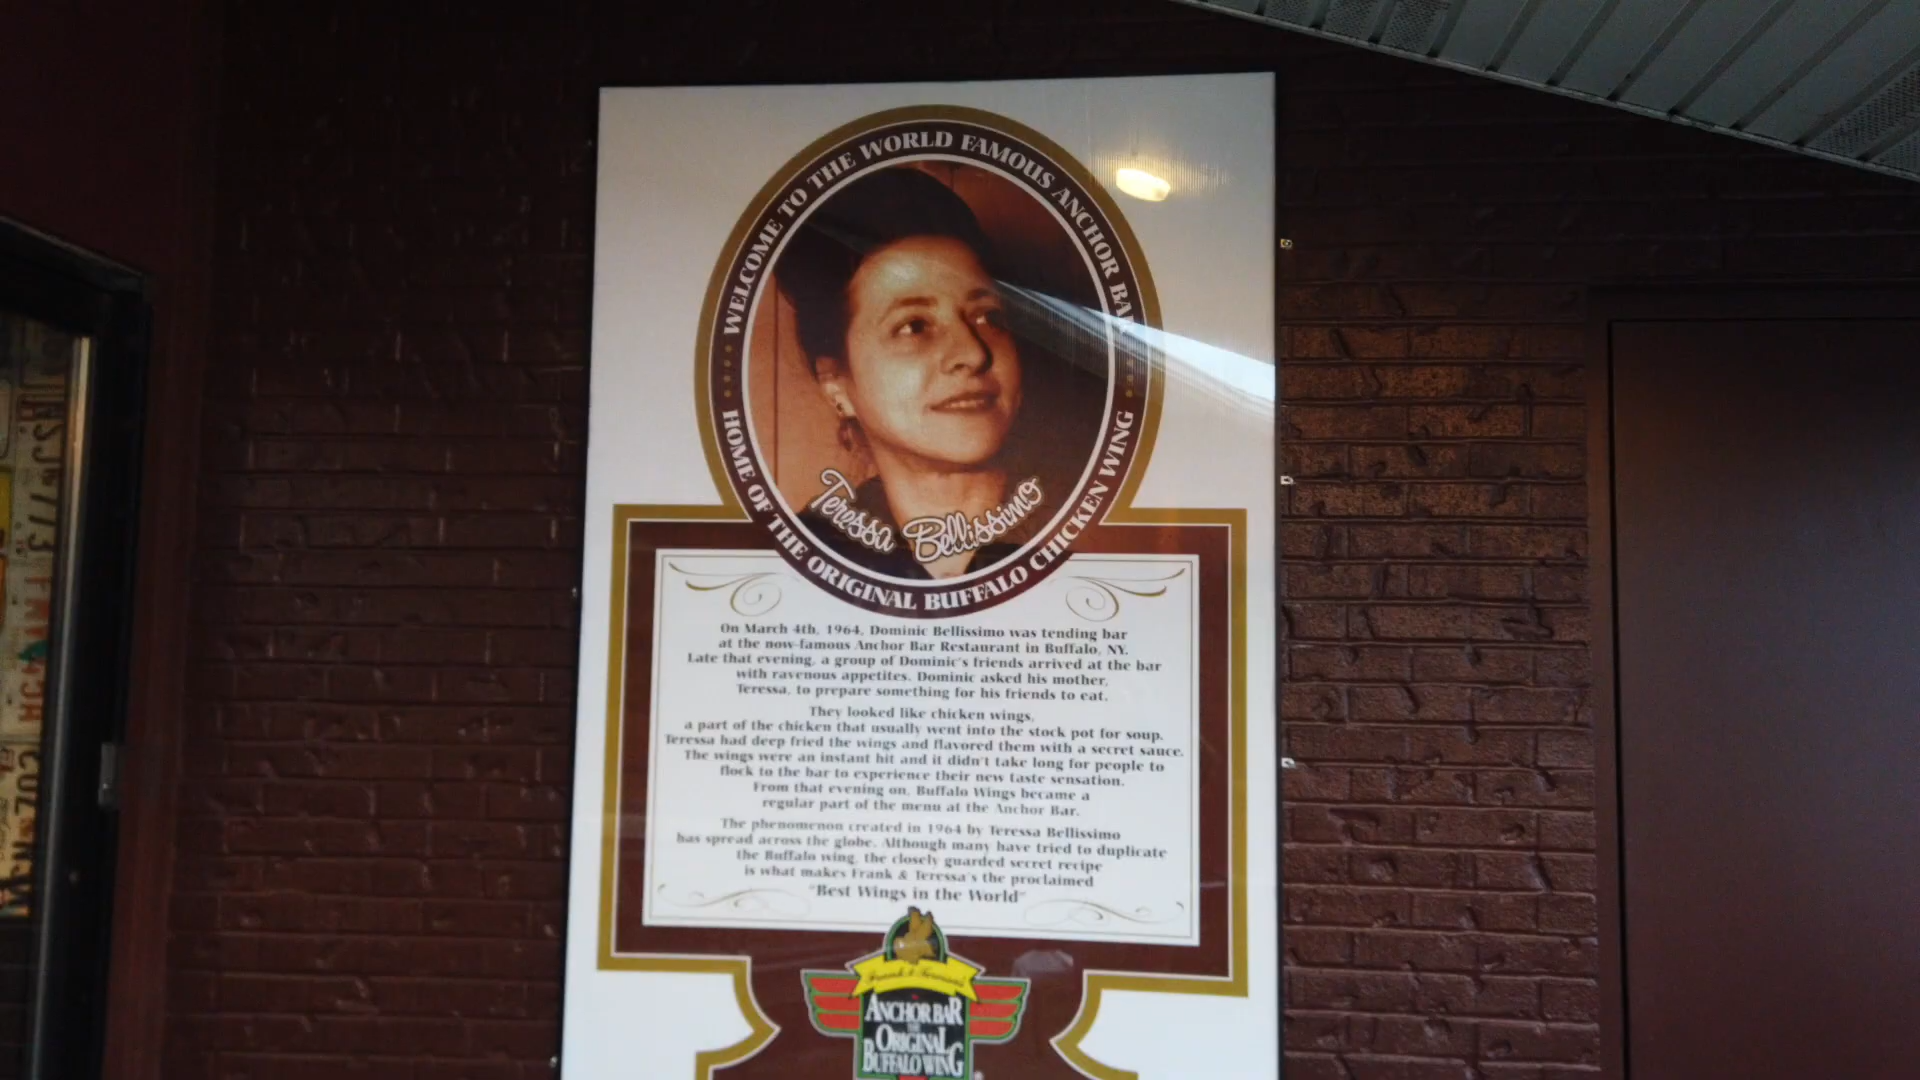 WELCOME TO THE WORLD FAMOUS ANCHOR BAR
HOME OF THE ORIGINAL BUFFALO CHICKEN WING
Teressa Bellissimo
On March 4th, 1964, Dominic Bellissimo was tending bar
at the now-famous Anchor Bar Restaurant in Buffalo, NY.
Late that evening, a group of Dominic's friends arrived at the bar
with ravenous appetites. Dominic asked his mother,
Teressa, to prepare something for his friends to eat.
They looked like chicken wings,
a part of the chicken that usually went into the stock pot for soup.
Teressa had deep fried the wings and flavored them with a secret sauce.
The wings were an instant hit and it didn't take long for people to
flock to the bar to experience their new taste sensation.
From that evening on, Buffalo Wings became a
regular part of the menu at the Anchor Bar.
The phenomenon created in 1964 by Teressa Bellissimo
has spread across the globe. Although many have tried to duplicate
the Buffalo wing, the closely guarded secret recipe
is what makes Frank & Teressa's the proclaimed
"Best Wings in the World"
Frank & Teressa's
ANCHOR BAR
THE
ORIGINAL
BUFFALO WING